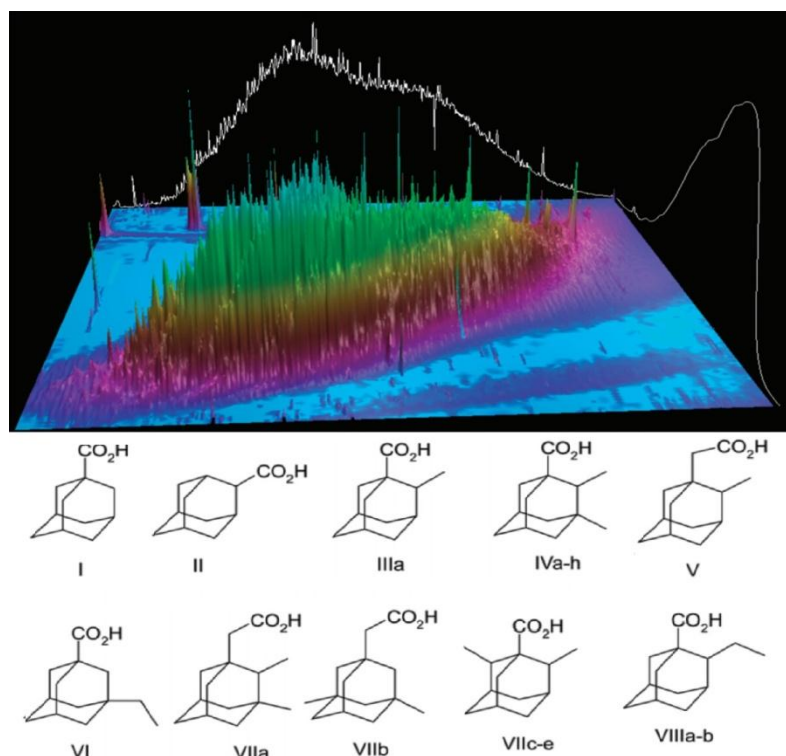 CO₂H
CO₂H
CO₂H
CO₂H
CO₂H
I
II
IIIa
IVa-h
V
CO₂H
CO₂H
CO₂H
CO₂H
CO₂H
VI
VIIa
VIIb
VIIc-e
VIIIa-b